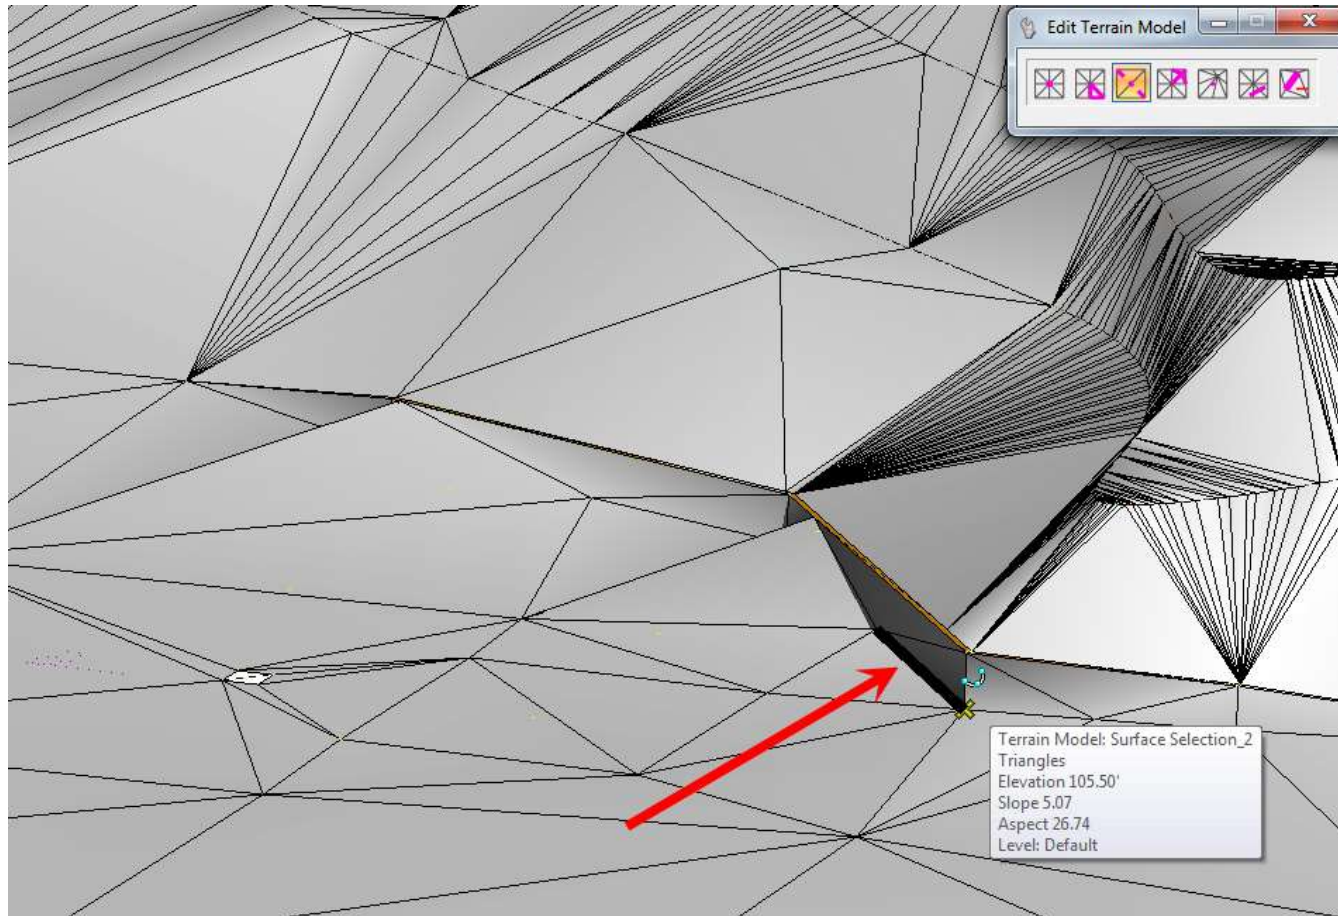 Edit Terrain Model
Terrain Model: Surface Selection_2
Triangles
Elevation 105.50'
Slope 5.07
Aspect 26.74
Level: Default